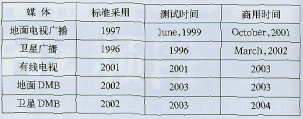 媒体 标准采用 测试时间 商用时间
地面电视广播 1997 June,1999 October,2001
卫星广播 1996 1996 March,2002
有线电视 2001 2001 2003
地面DMB 2002 2003 2003
卫星DMB 2002 2003 2004